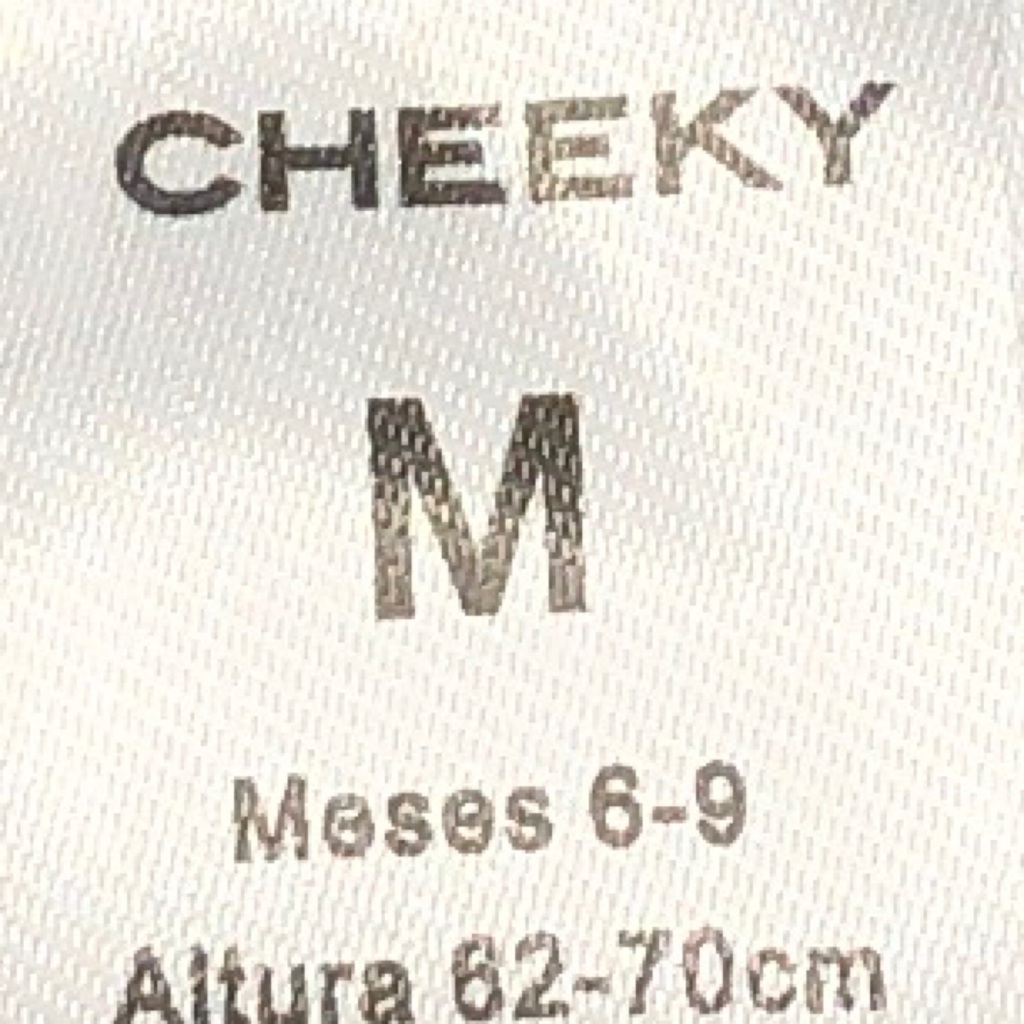 CHEEKY
M
Meses 6-9
Altura 62-70cm